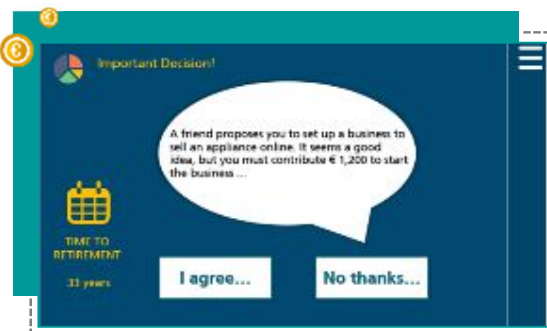 Important Decision!
A friend proposes you to set up a business to
sell an appliance online. It seems a good
idea, but you must contribute € 1,200 to start
the business ...
TIME TO
RETIREMENT
33 years
I agree...
No thanks...